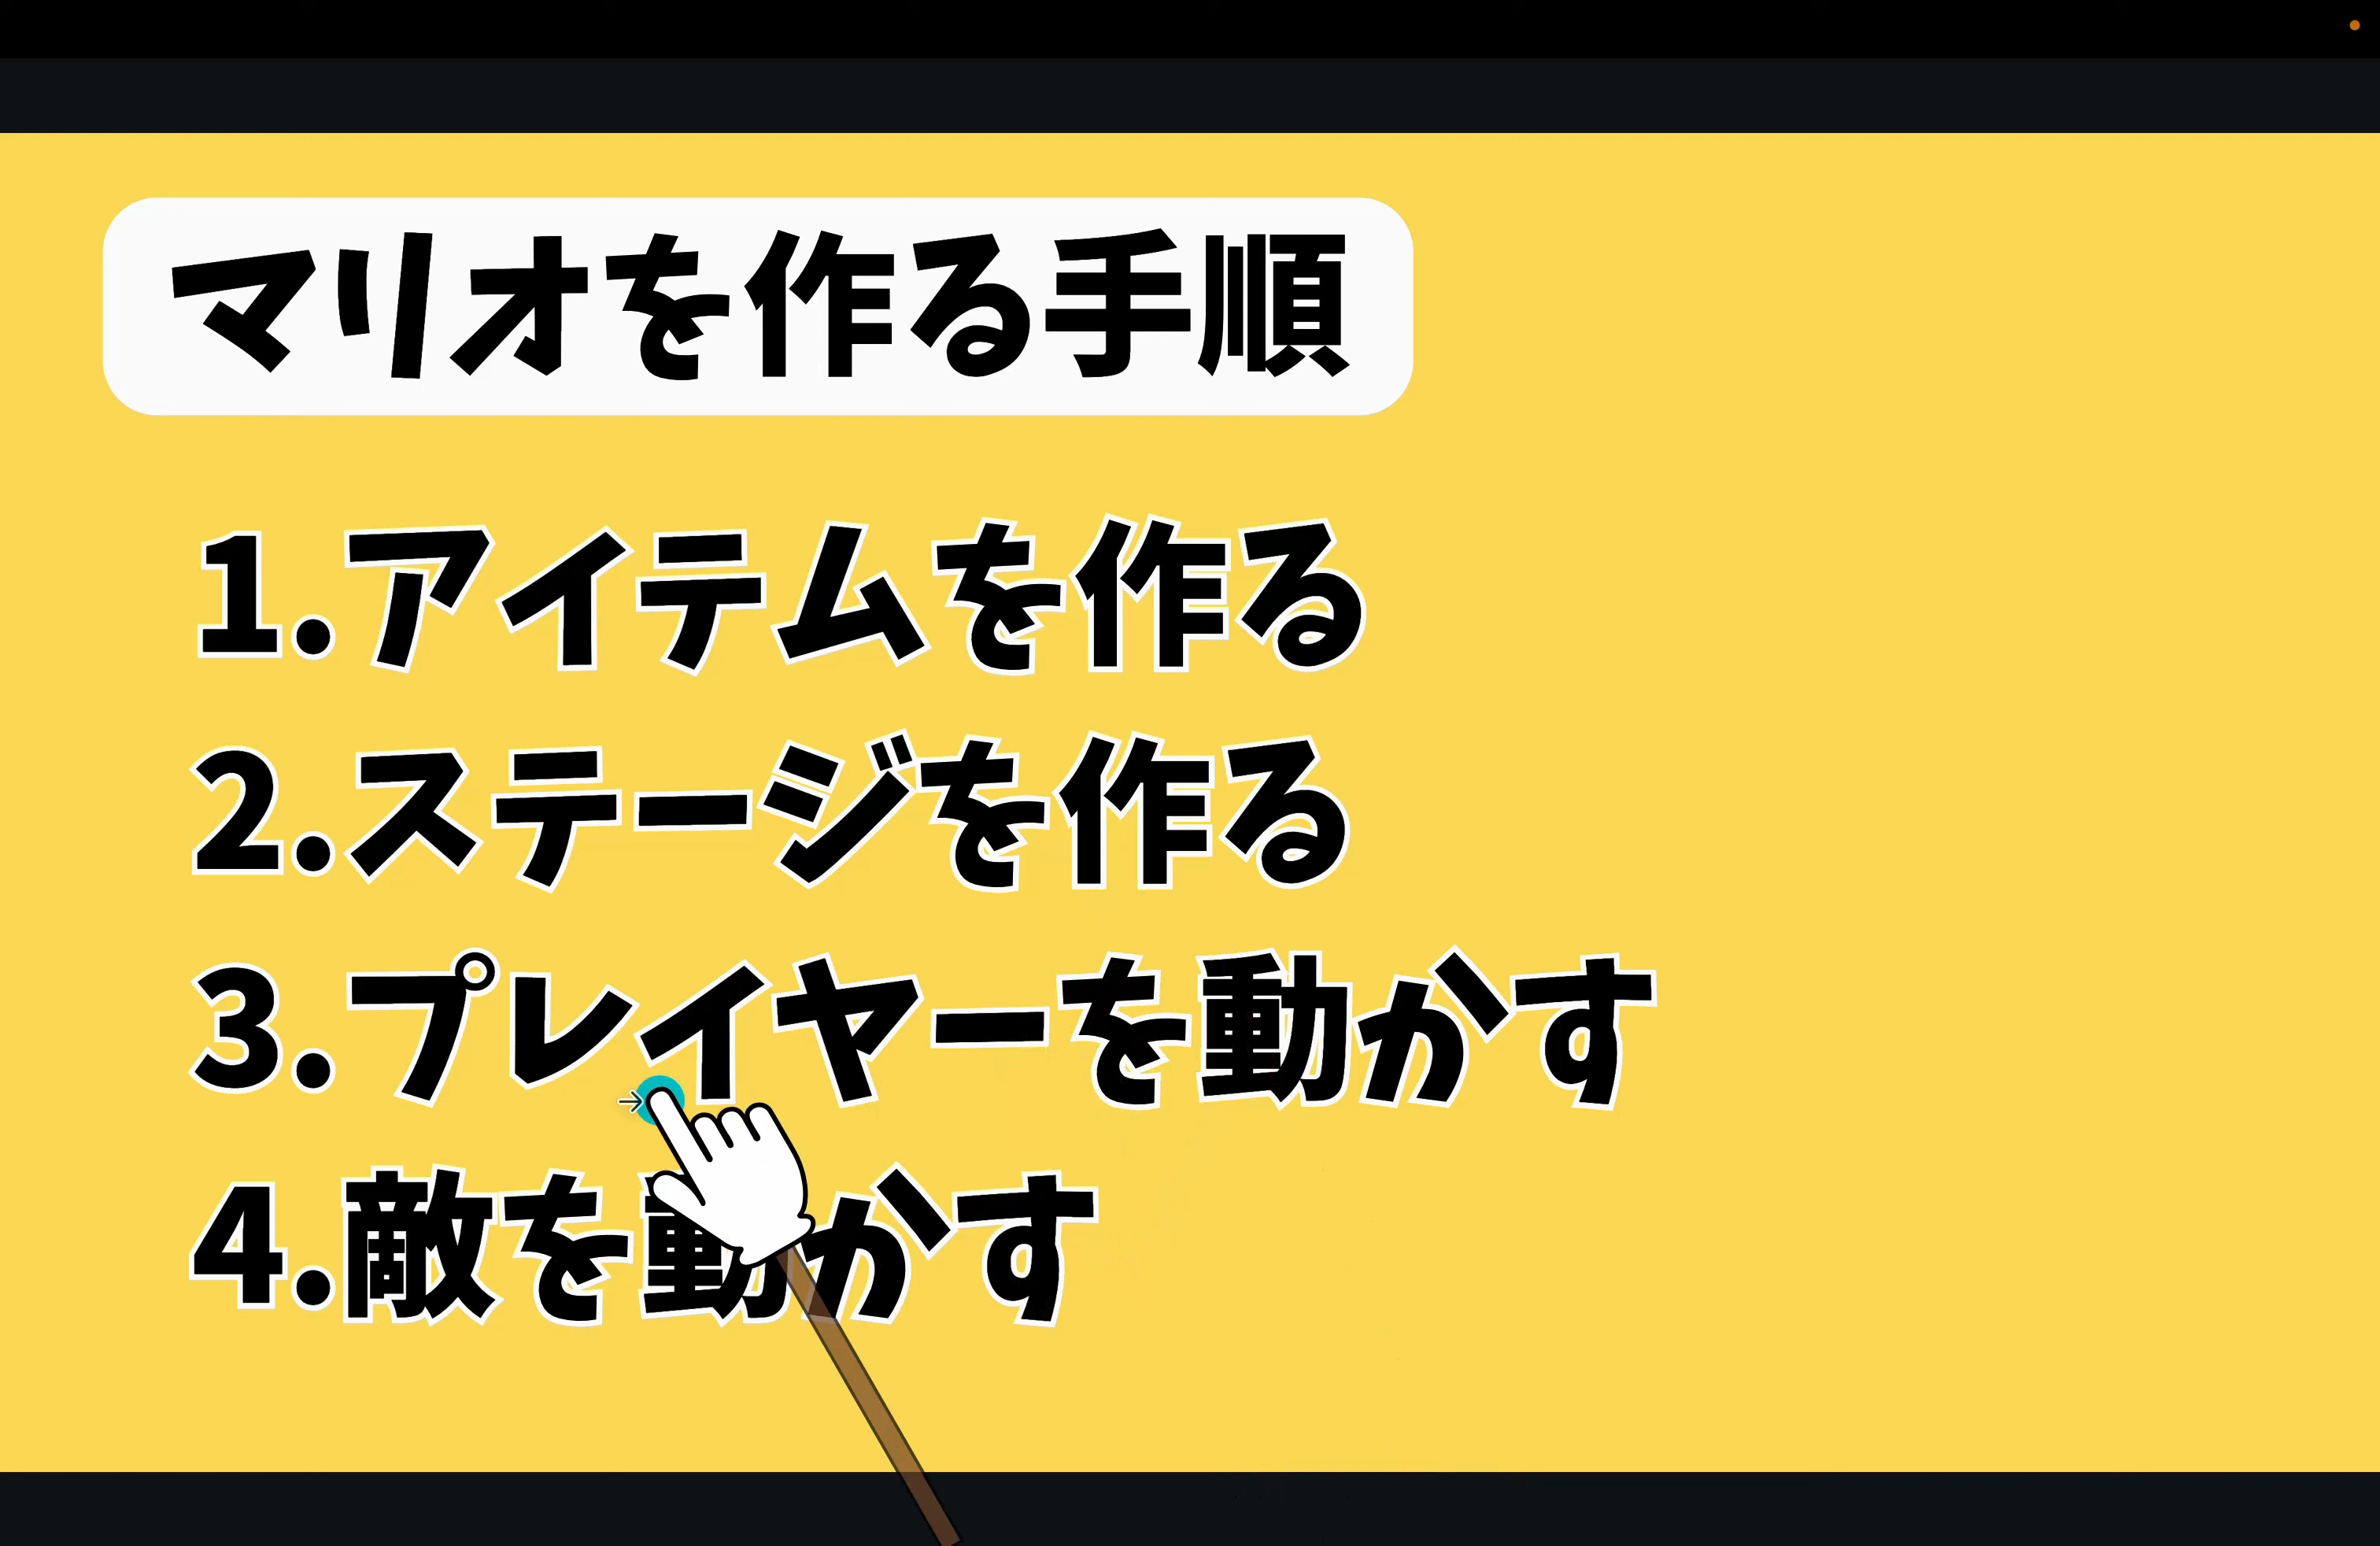 マリオを作る手順
1.アイテムを作る
2.ステージを作る
3.プレイヤーを動かす
4.敵を動かす